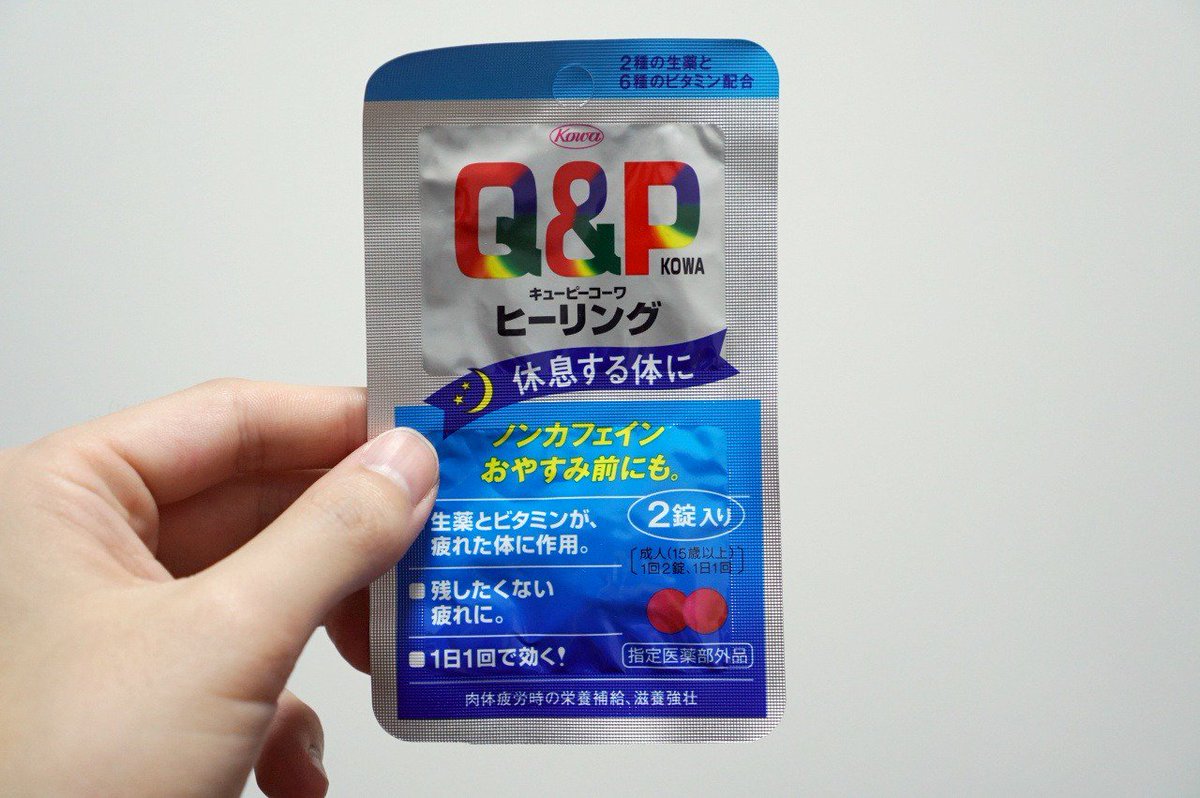 2種の生薬と
6種のビタミン配合
Kowa
Q&P
KOWA
キューピーコーワ
ヒーリング
休息する体に
ノンカフェイン
おやすみ前にも。
生薬とビタミンが、
疲れた体に作用。
2錠入り
成人(15歳以上)
1回2錠、1日1回
残したくない
疲れに。
1日1回で効く!
指定医薬部外品
肉体疲労時の栄養補給、滋養強壮